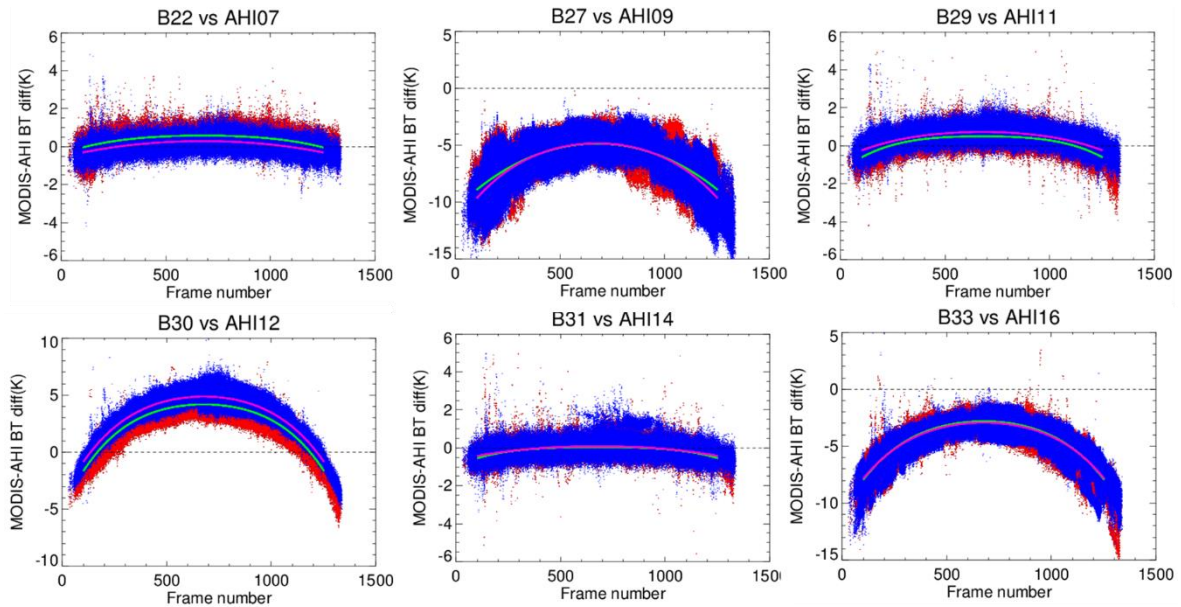 B22 vs AHI07
MODIS-AHI BT diff(K)
6
4
2
0
-2
-4
-6
0 500 1000 1500
Frame number
B27 vs AHI09
MODIS-AHI BT diff(K)
5
0
-5
-10
-15
0 500 1000 1500
Frame number
B29 vs AHI11
MODIS-AHI BT diff(K)
6
4
2
0
-2
-4
-6
0 500 1000 1500
Frame number
B30 vs AHI12
MODIS-AHI BT diff(K)
10
5
0
-5
-10
0 500 1000 1500
Frame number
B31 vs AHI14
MODIS-AHI BT diff(K)
6
4
2
0
-2
-4
-6
0 500 1000 1500
Frame number
B33 vs AHI16
MODIS-AHI BT diff(K)
5
0
-5
-10
-15
0 500 1000 1500
Frame number